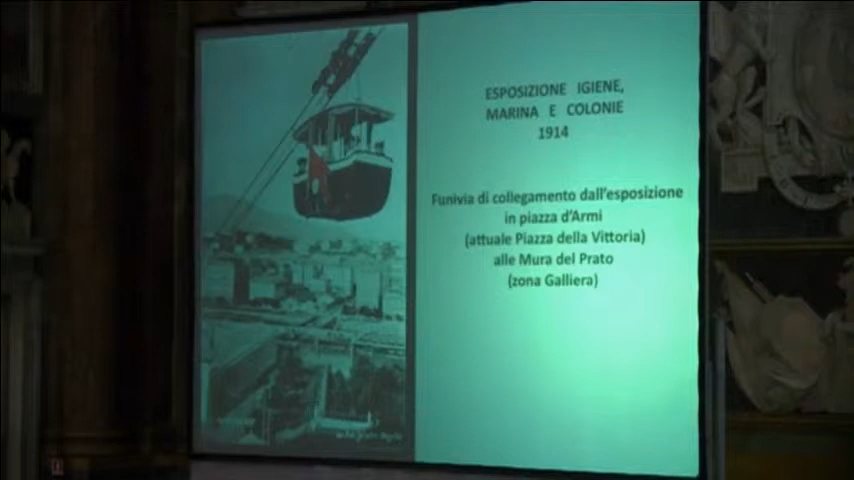 ESPOSIZIONE IGIENE,
MARINA E COLONIE
1914
Funivia di collegamento dall'esposizione
in piazza d'Armi
(attuale Piazza della Vittoria)
alle Mura del Prato
(zona Galliera)